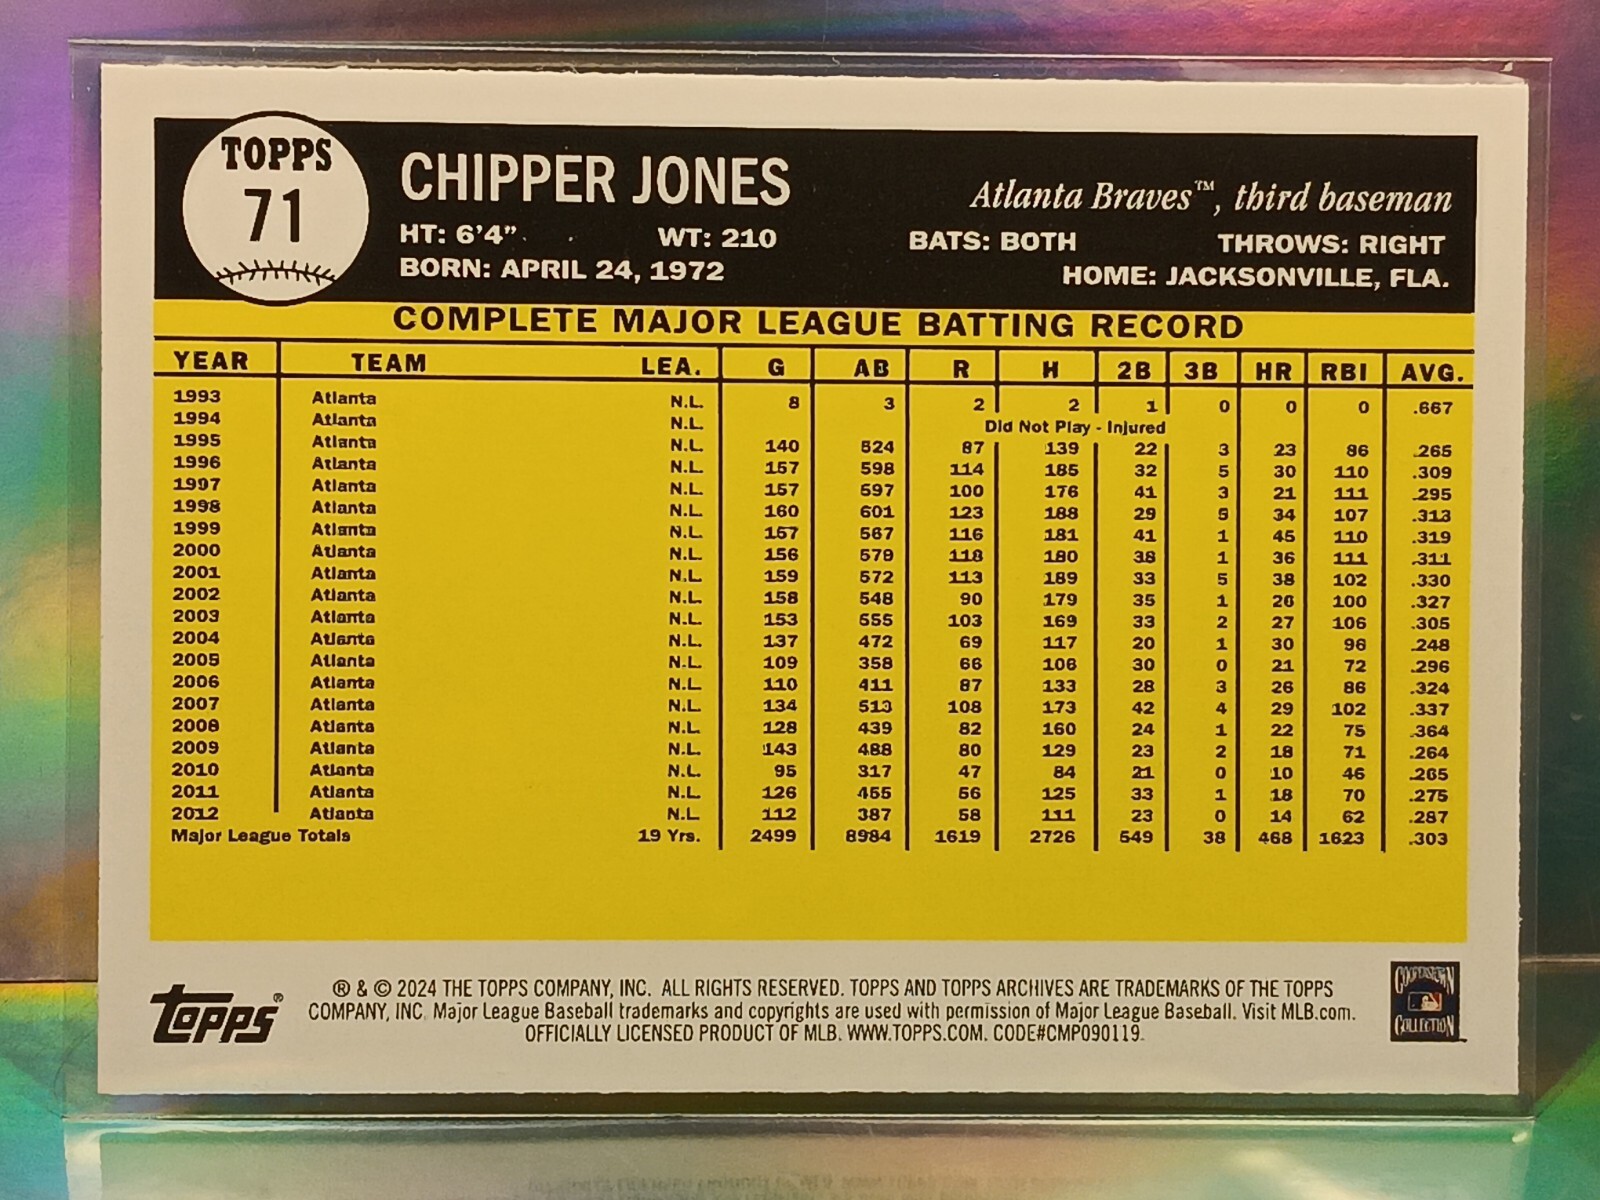 TOPPS
71
CHIPPER JONES
Atlanta Braves™, third baseman
HT: 6'4" WT: 210 BATS: BOTH THROWS: RIGHT
BORN: APRIL 24, 1972 HOME: JACKSONVILLE, FLA.
COMPLETE MAJOR LEAGUE BATTING RECORD
YEAR TEAM LEA. G AB R H 2B 3B HR RBI AVG.
1993 Atlanta N.L. 8 3 2 2 1 0 0 0 .667
1994 Atlanta N.L. Did Not Play - Injured
1995 Atlanta N.L. 140 524 87 139 22 3 23 86 .265
1996 Atlanta N.L. 157 598 114 185 32 5 30 110 .309
1997 Atlanta N.L. 157 597 100 176 41 3 21 111 .295
1998 Atlanta N.L. 160 601 123 188 29 5 34 107 .313
1999 Atlanta N.L. 157 567 116 181 41 1 45 110 .319
2000 Atlanta N.L. 156 579 118 180 38 1 36 111 .311
2001 Atlanta N.L. 159 572 113 189 33 5 38 102 .330
2002 Atlanta N.L. 158 548 90 179 35 1 26 100 .327
2003 Atlanta N.L. 153 555 103 169 33 2 27 106 .305
2004 Atlanta N.L. 137 472 69 117 20 1 30 96 .248
2005 Atlanta N.L. 109 358 66 106 30 0 21 72 .296
2006 Atlanta N.L. 110 411 87 133 28 3 26 86 .324
2007 Atlanta N.L. 134 513 108 173 42 4 29 102 .337
2008 Atlanta N.L. 128 439 82 160 24 1 22 75 .364
2009 Atlanta N.L. 143 488 80 129 23 2 18 71 .264
2010 Atlanta N.L. 95 317 47 84 21 0 10 46 .265
2011 Atlanta N.L. 126 455 56 125 33 1 18 70 .275
2012 Atlanta N.L. 112 387 58 111 23 0 14 62 .287
Major League Totals 19 Yrs. 2499 8984 1619 2726 549 38 468 1623 .303
topps®
® & © 2024 THE TOPPS COMPANY, INC. ALL RIGHTS RESERVED. TOPPS AND TOPPS ARCHIVES ARE TRADEMARKS OF THE TOPPS
COMPANY, INC. Major League Baseball trademarks and copyrights are used with permission of Major League Baseball. Visit MLB.com.
OFFICIALLY LICENSED PRODUCT OF MLB. WWW.TOPPS.COM. CODE#CMP090119.
COOPERSTOWN
COLLECTION